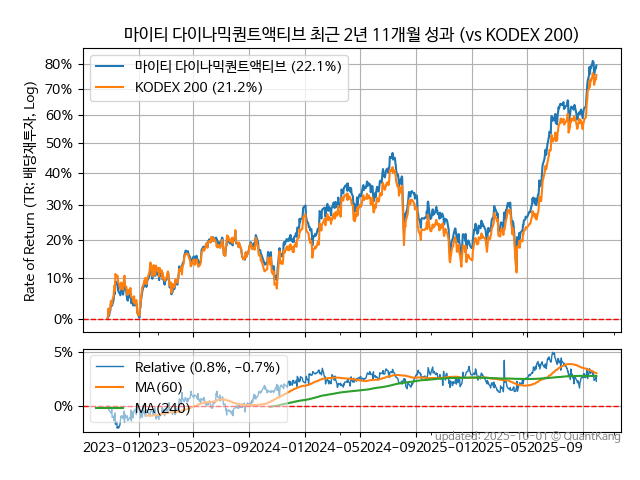 마이티 다이나믹퀀트액티브 최근 2년 11개월 성과 (vs KODEX 200)
Rate of Return (TR: 배당재투자, Log)
80%
70%
60%
50%
40%
30%
20%
10%
0%
마이티 다이나믹퀀트액티브 (22.1%)
KODEX 200 (21.2%)
5%
0%
Relative (0.8%, -0.7%)
MA(60)
MA(240)
updated: 2025-10-01 © QuantKang
2023-01 2023-05 2023-09 2024-01 2024-05 2024-09 2025-01 2025-05 2025-09